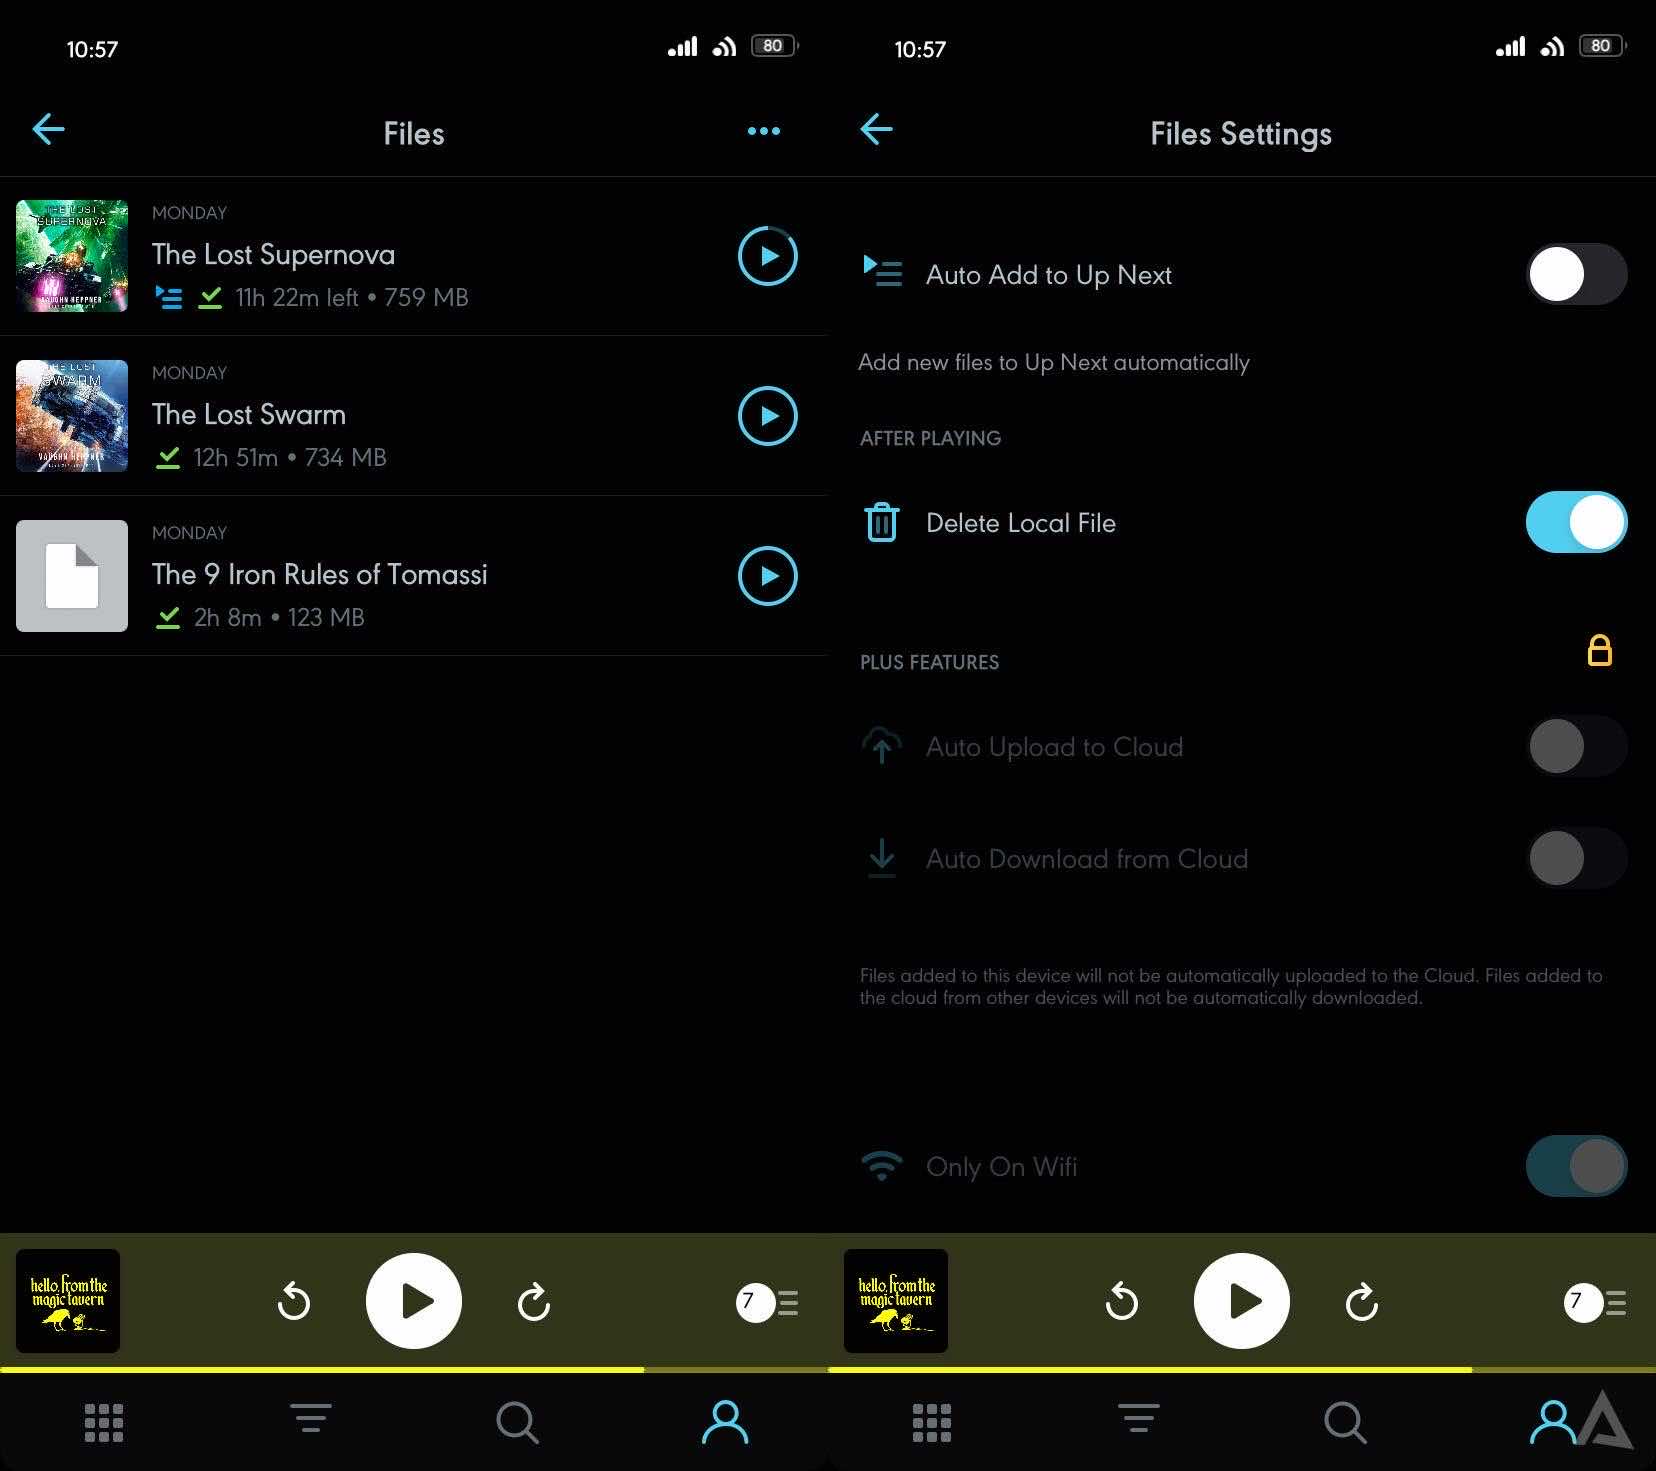 10:57
80
Files
THE LOST
SUPERNOVA
VAUGHN HEPPNER
MONDAY
The Lost Supernova
11h 22m left • 759 MB
THE LOST
SWARM
VAUGHN HEPPNER
MONDAY
The Lost Swarm
12h 51m • 734 MB
MONDAY
The 9 Iron Rules of Tomassi
2h 8m • 123 MB
hello from the
magic tavern
7
10:57
80
Files Settings
Auto Add to Up Next
Add new files to Up Next automatically
AFTER PLAYING
Delete Local File
PLUS FEATURES
Auto Upload to Cloud
Auto Download from Cloud
Files added to this device will not be automatically uploaded to the Cloud. Files added to
the cloud from other devices will not be automatically downloaded.
Only On Wifi
hello from the
magic tavern
7